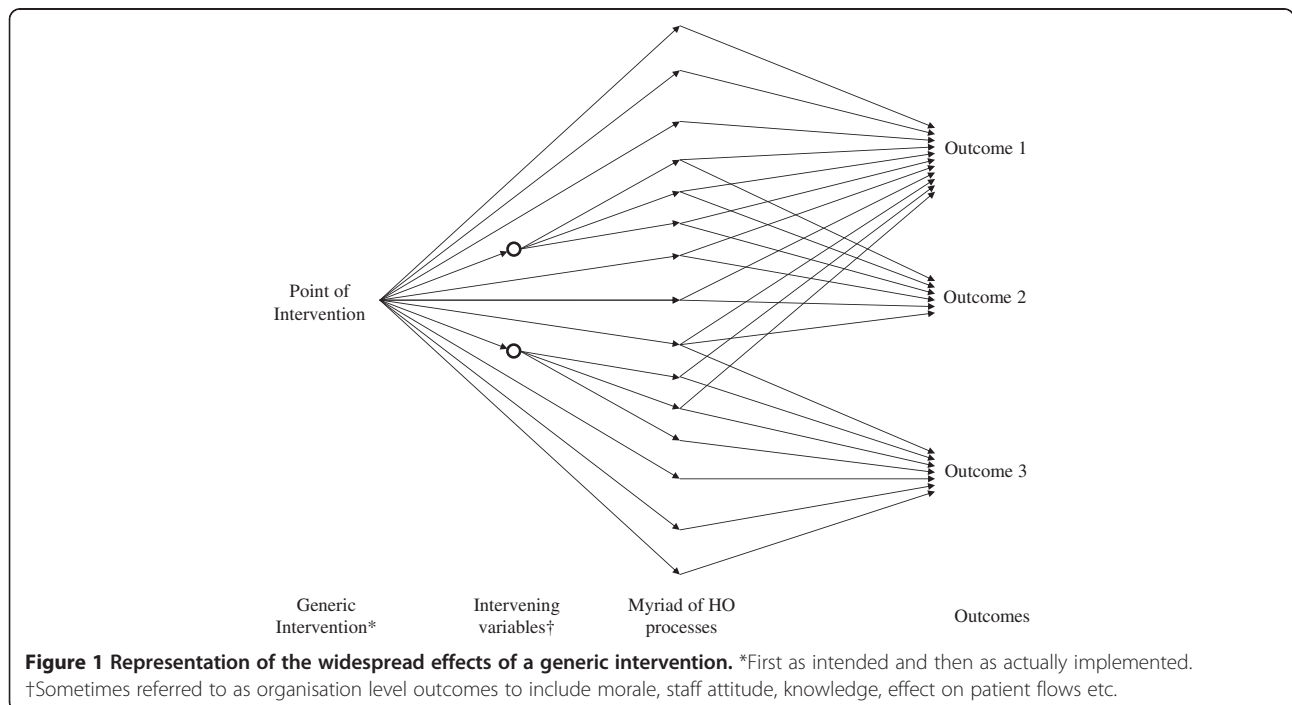 Outcome 1
Point of
Intervention
Outcome 2
Outcome 3
Generic
Intervention*
Intervening
variables†
Myriad of HO
processes
Outcomes
Figure 1 Representation of the widespread effects of a generic intervention. *First as intended and then as actually implemented.
†Sometimes referred to as organisation level outcomes to include morale, staff attitude, knowledge, effect on patient flows etc.